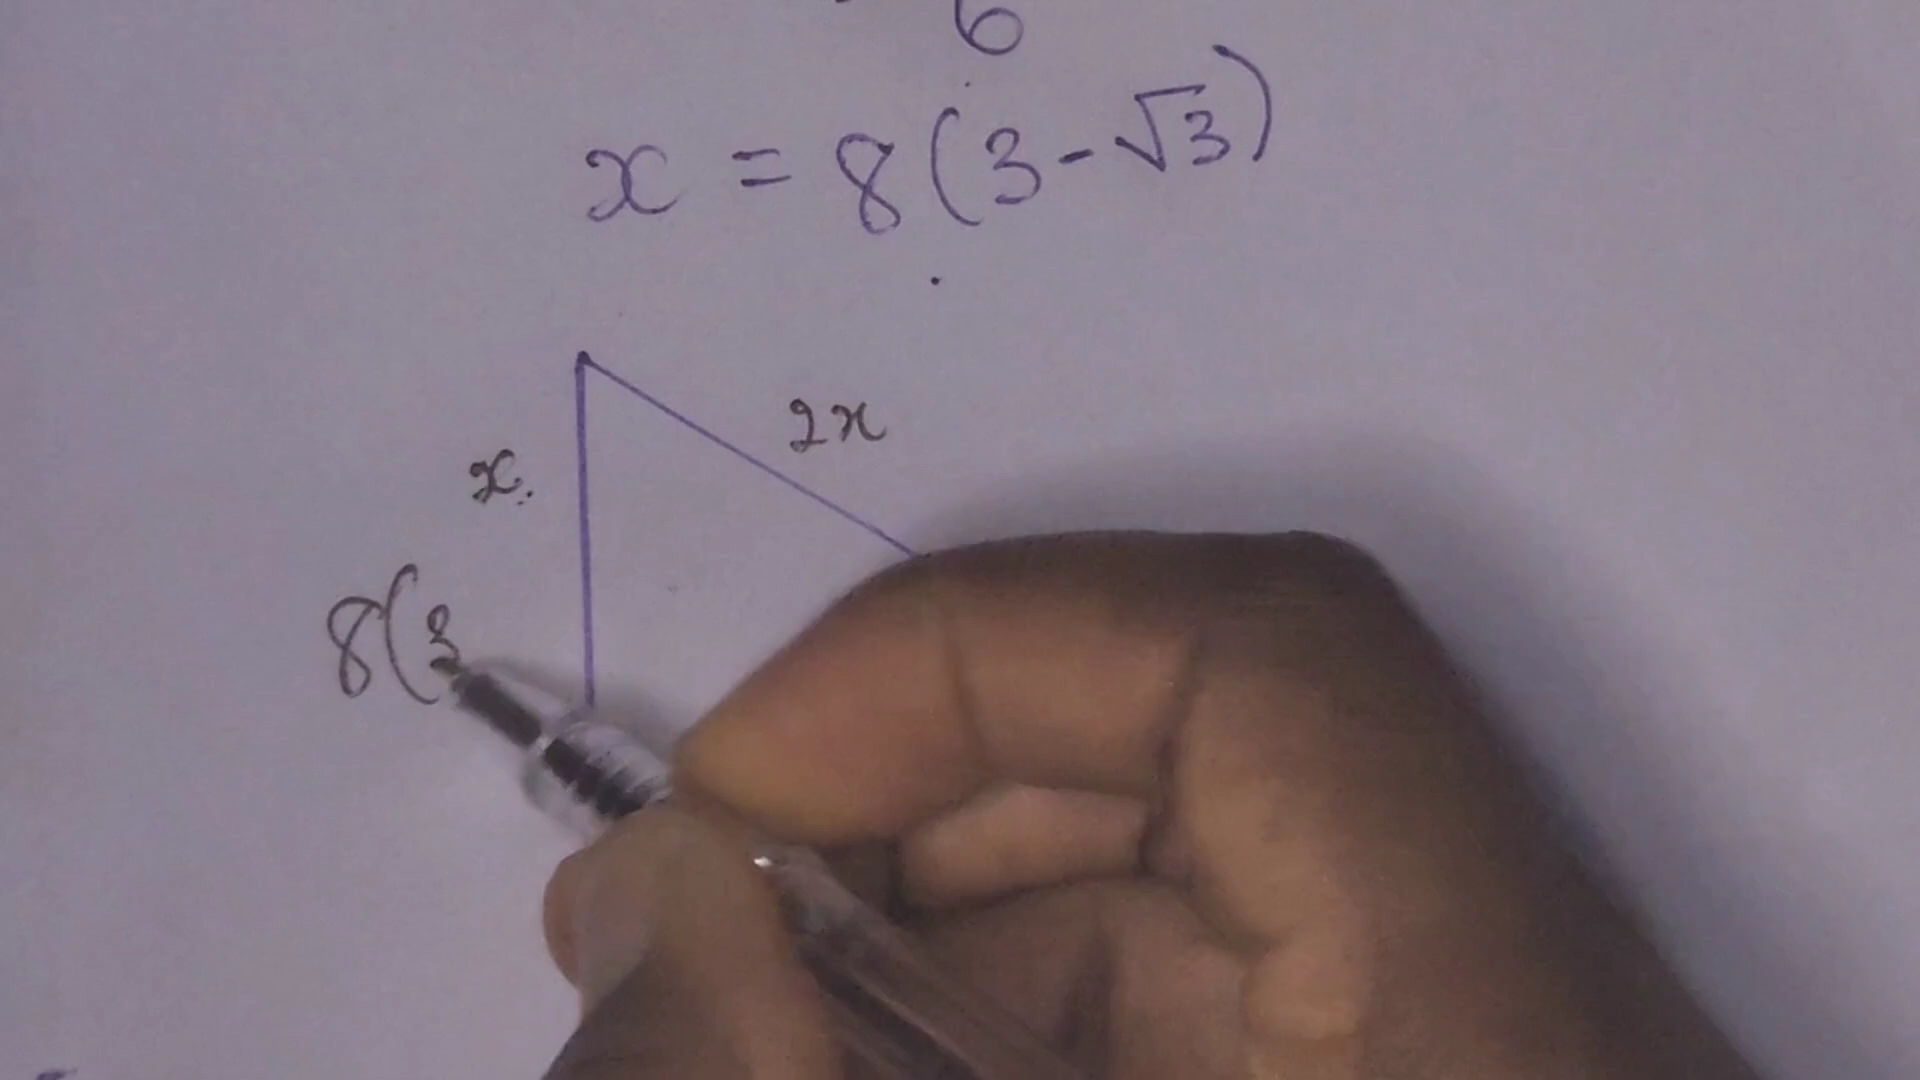 6
x = 8(3-√3)
2x
x
8(3